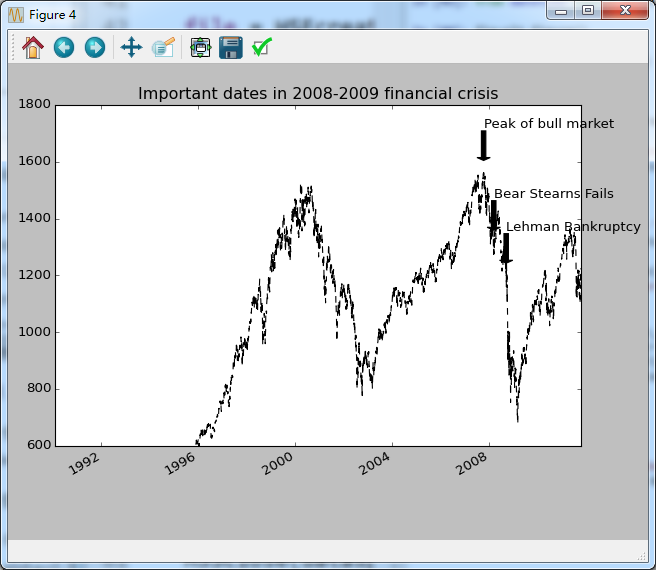 Figure 4
Important dates in 2008-2009 financial crisis
1800
1600
1400
1200
1000
800
600
Peak of bull market
Bear Stearns Fails
Lehman Bankruptcy
1992
1996
2000
2004
2008